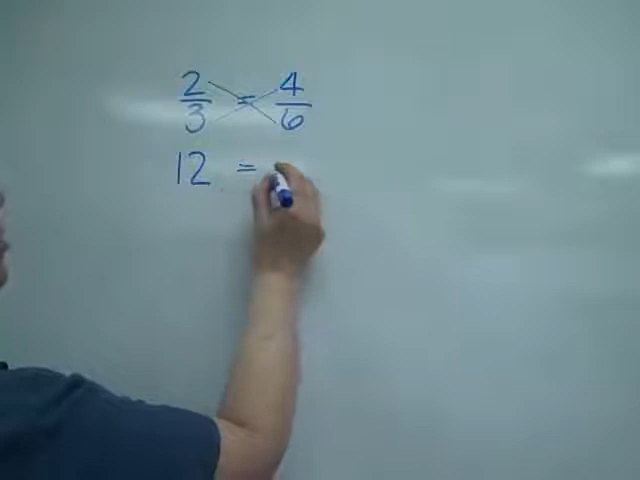 2/3 = 4/6
12 =